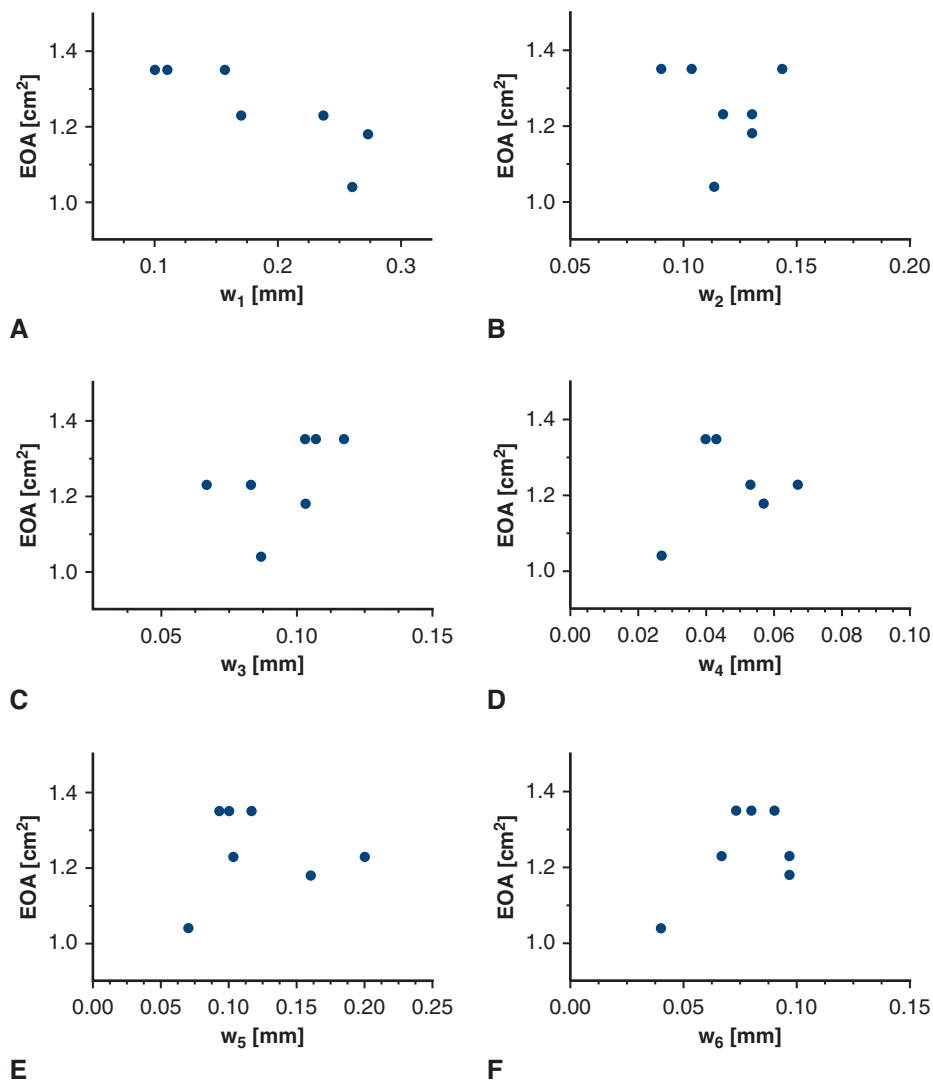 1.4
1.2
1.0
EOA [cm²]
0.1 0.2 0.3
w₁ [mm]
A
1.4
1.2
1.0
EOA [cm²]
0.05 0.10 0.15 0.20
w₂ [mm]
B
1.4
1.2
1.0
EOA [cm²]
0.05 0.10 0.15
w₃ [mm]
C
1.4
1.2
1.0
EOA [cm²]
0.00 0.02 0.04 0.06 0.08 0.10
w₄ [mm]
D
1.4
1.2
1.0
EOA [cm²]
0.00 0.05 0.10 0.15 0.20 0.25
w₅ [mm]
E
1.4
1.2
1.0
EOA [cm²]
0.00 0.05 0.10 0.15
w₆ [mm]
F